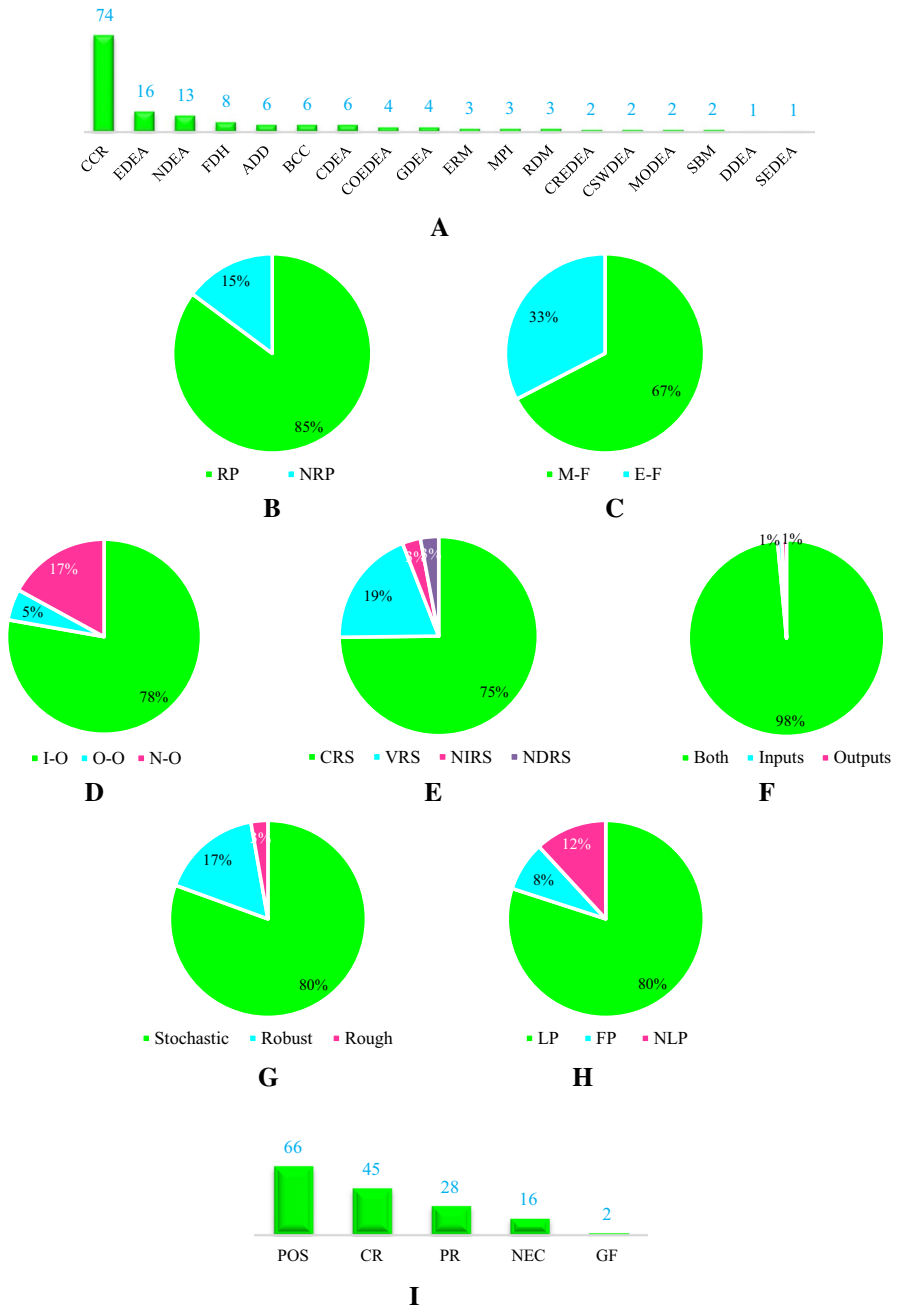 74
16 13 8 6 6 6 4 4 3 3 3 2 2 2 2 1 1
CCR EDEA NDEA FDH ADD BCC CDEA COEDEA GDEA ERM MPI RDM CREDEA CSWDEA MODEA SBM DDEA SEDEA
A
15%
85%
RP NRP
B
33%
67%
M-F E-F
C
17%
5%
78%
I-O O-O N-O
D
3% 3%
19%
75%
CRS VRS NIRS NDRS
E
1% 1%
98%
Both Inputs Outputs
F
3%
17%
80%
Stochastic Robust Rough
G
12%
8%
80%
LP FP NLP
H
66
45
28
16
2
POS CR PR NEC GF
I